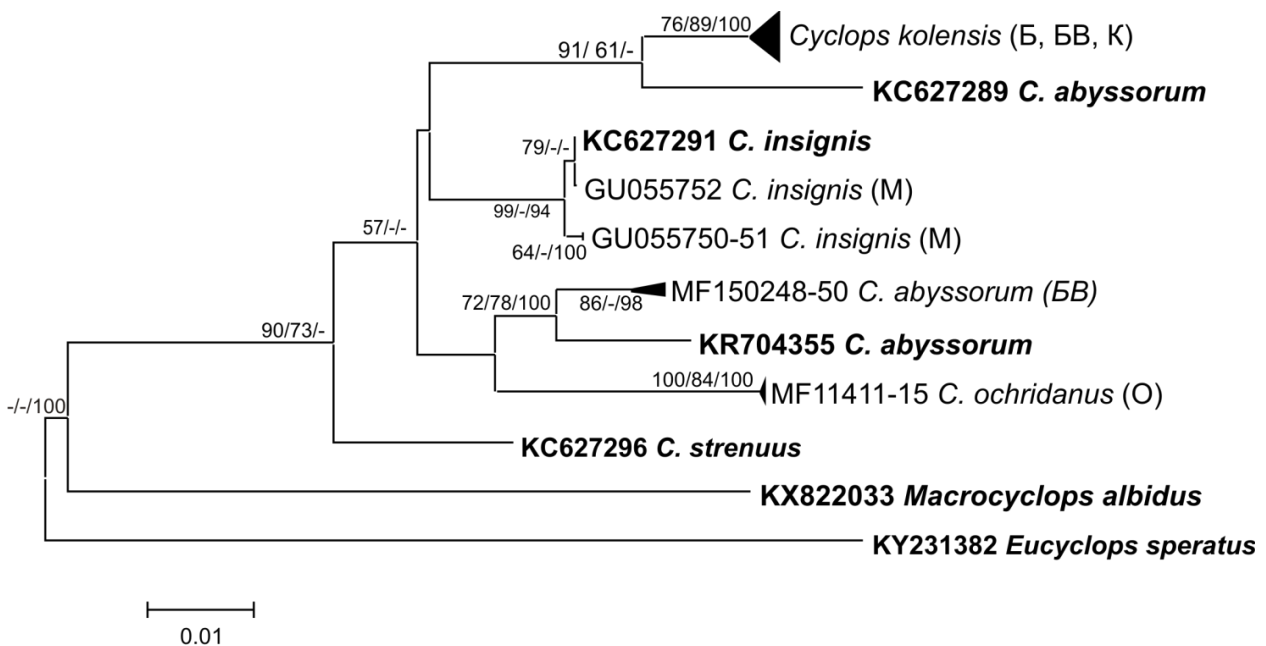 76/89/100
Cyclops kolensis (Б, БВ, К)
91/ 61/-
KC627289 C. abyssorum
79/-/-
KC627291 C. insignis
GU055752 C. insignis (М)
99/-/94
GU055750-51 C. insignis (М)
64/-/100
57/-/-
MF150248-50 C. abyssorum (БВ)
72/78/100
86/-/98
90/73/-
KR704355 C. abyssorum
100/84/100
MF11411-15 C. ochridanus (О)
-/-/100
KC627296 C. strenuus
KX822033 Macrocyclops albidus
KY231382 Eucyclops speratus
0.01